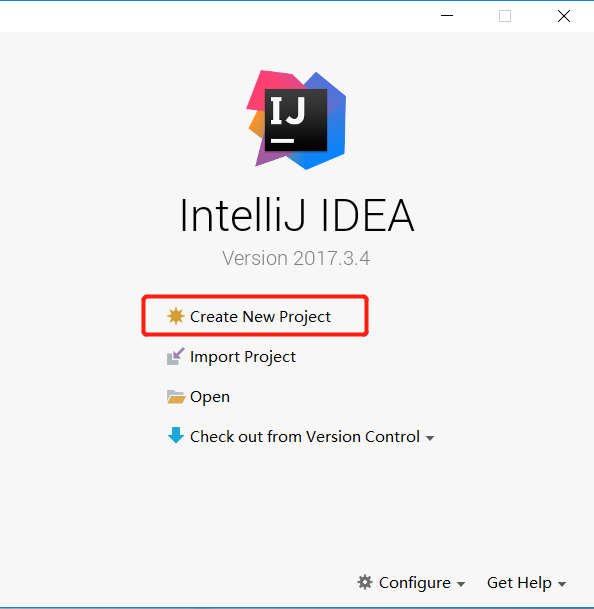 IJ
IntelliJ IDEA
Version 2017.3.4
Create New Project
Import Project
Open
Check out from Version Control
Configure Get Help